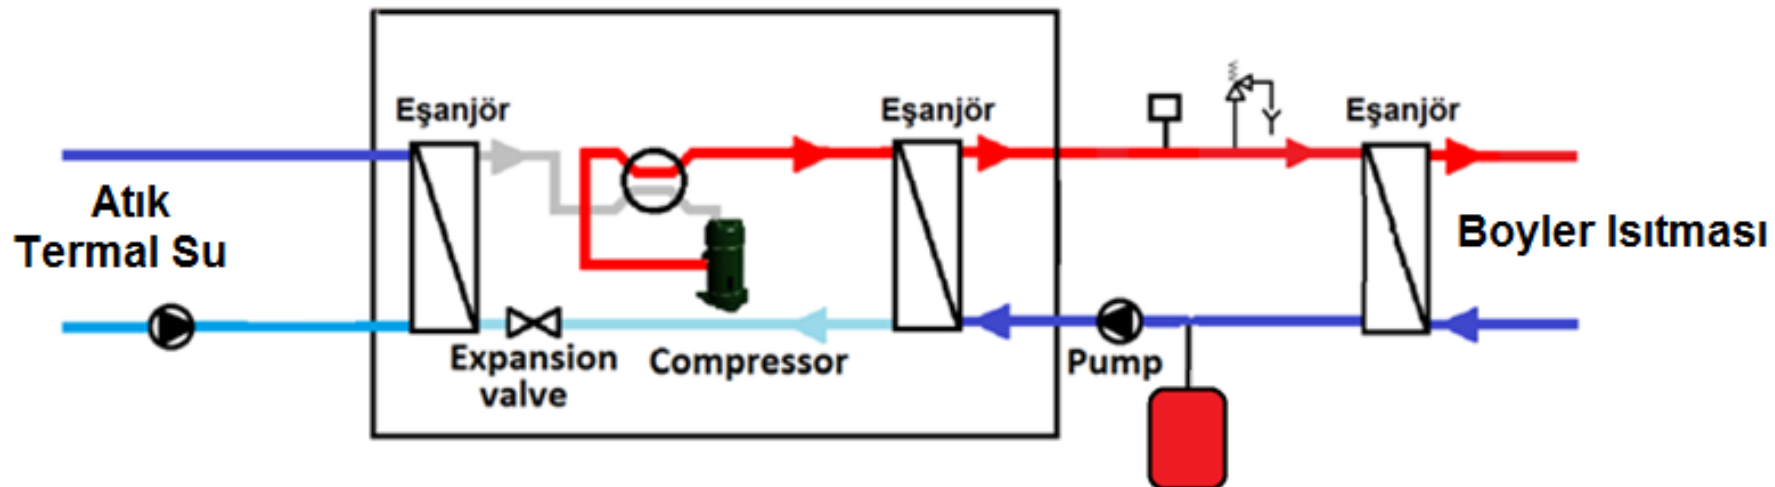 Eşanjör
Eşanjör
Eşanjör
Atık
Termal Su
Boyler Isıtması
Expansion
valve
Compressor
Pump